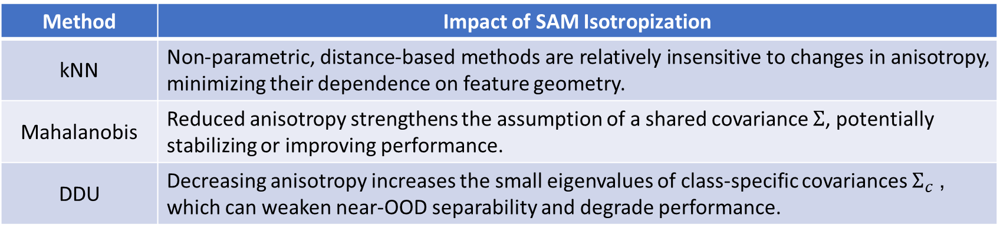 Method
Impact of SAM Isotropization
kNN
Non-parametric, distance-based methods are relatively insensitive to changes in anisotropy,
minimizing their dependence on feature geometry.
Mahalanobis
Reduced anisotropy strengthens the assumption of a shared covariance Σ, potentially
stabilizing or improving performance.
DDU
Decreasing anisotropy increases the small eigenvalues of class-specific covariances Σ_c ,
which can weaken near-OOD separability and degrade performance.